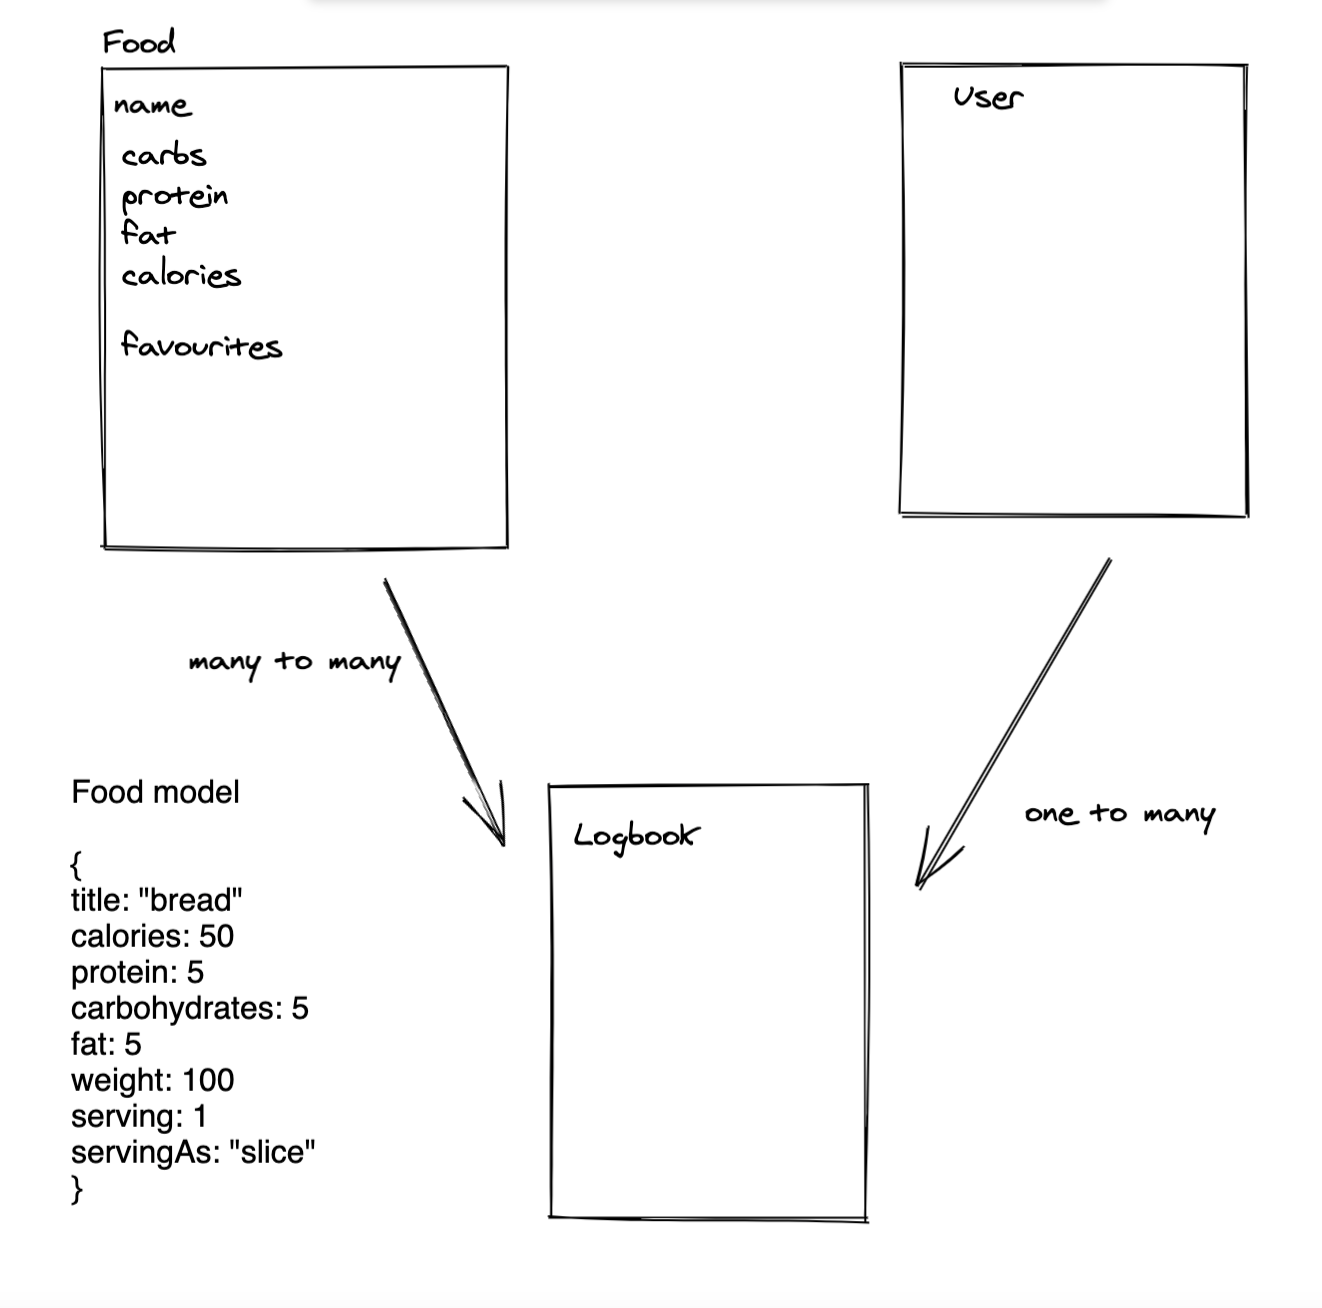 Food
name
carbs
protein
fat
calories
favourites
User
many to many
one to many
Food model
{
title: "bread"
calories: 50
protein: 5
carbohydrates: 5
fat: 5
weight: 100
serving: 1
servingAs: "slice"
}
Logbook